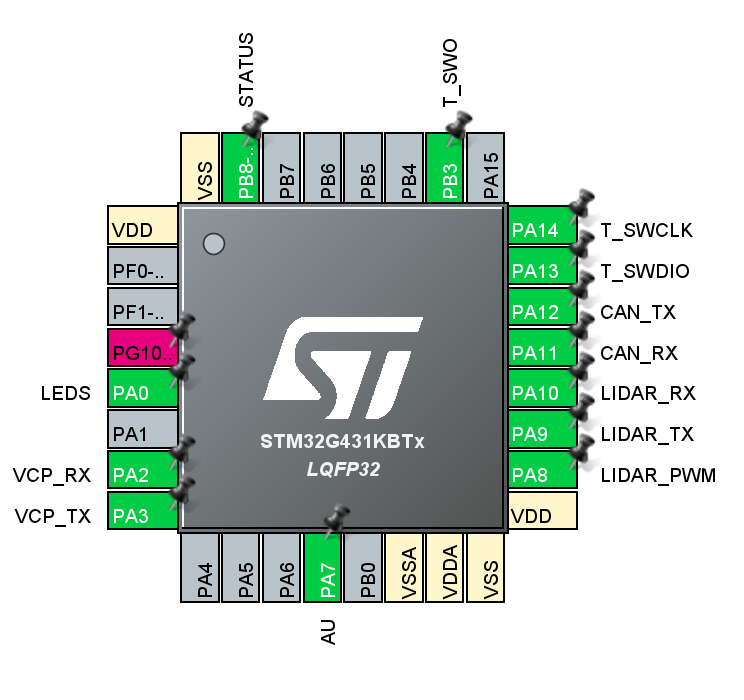 STATUS
T_SWO
VSS
PB8-..
PB7
PB6
PB5
PB4
PB3
PA15
VDD
PF0-..
PF1-..
PG10..
LEDS PA0
PA1
VCP_RX PA2
VCP_TX PA3
PA14 T_SWCLK
PA13 T_SWDIO
PA12 CAN_TX
PA11 CAN_RX
PA10 LIDAR_RX
PA9 LIDAR_TX
PA8 LIDAR_PWM
VDD
ST
STM32G431KBTx
LQFP32
PA4
PA5
PA6
PA7
PB0
VSSA
VDDA
VSS
AU